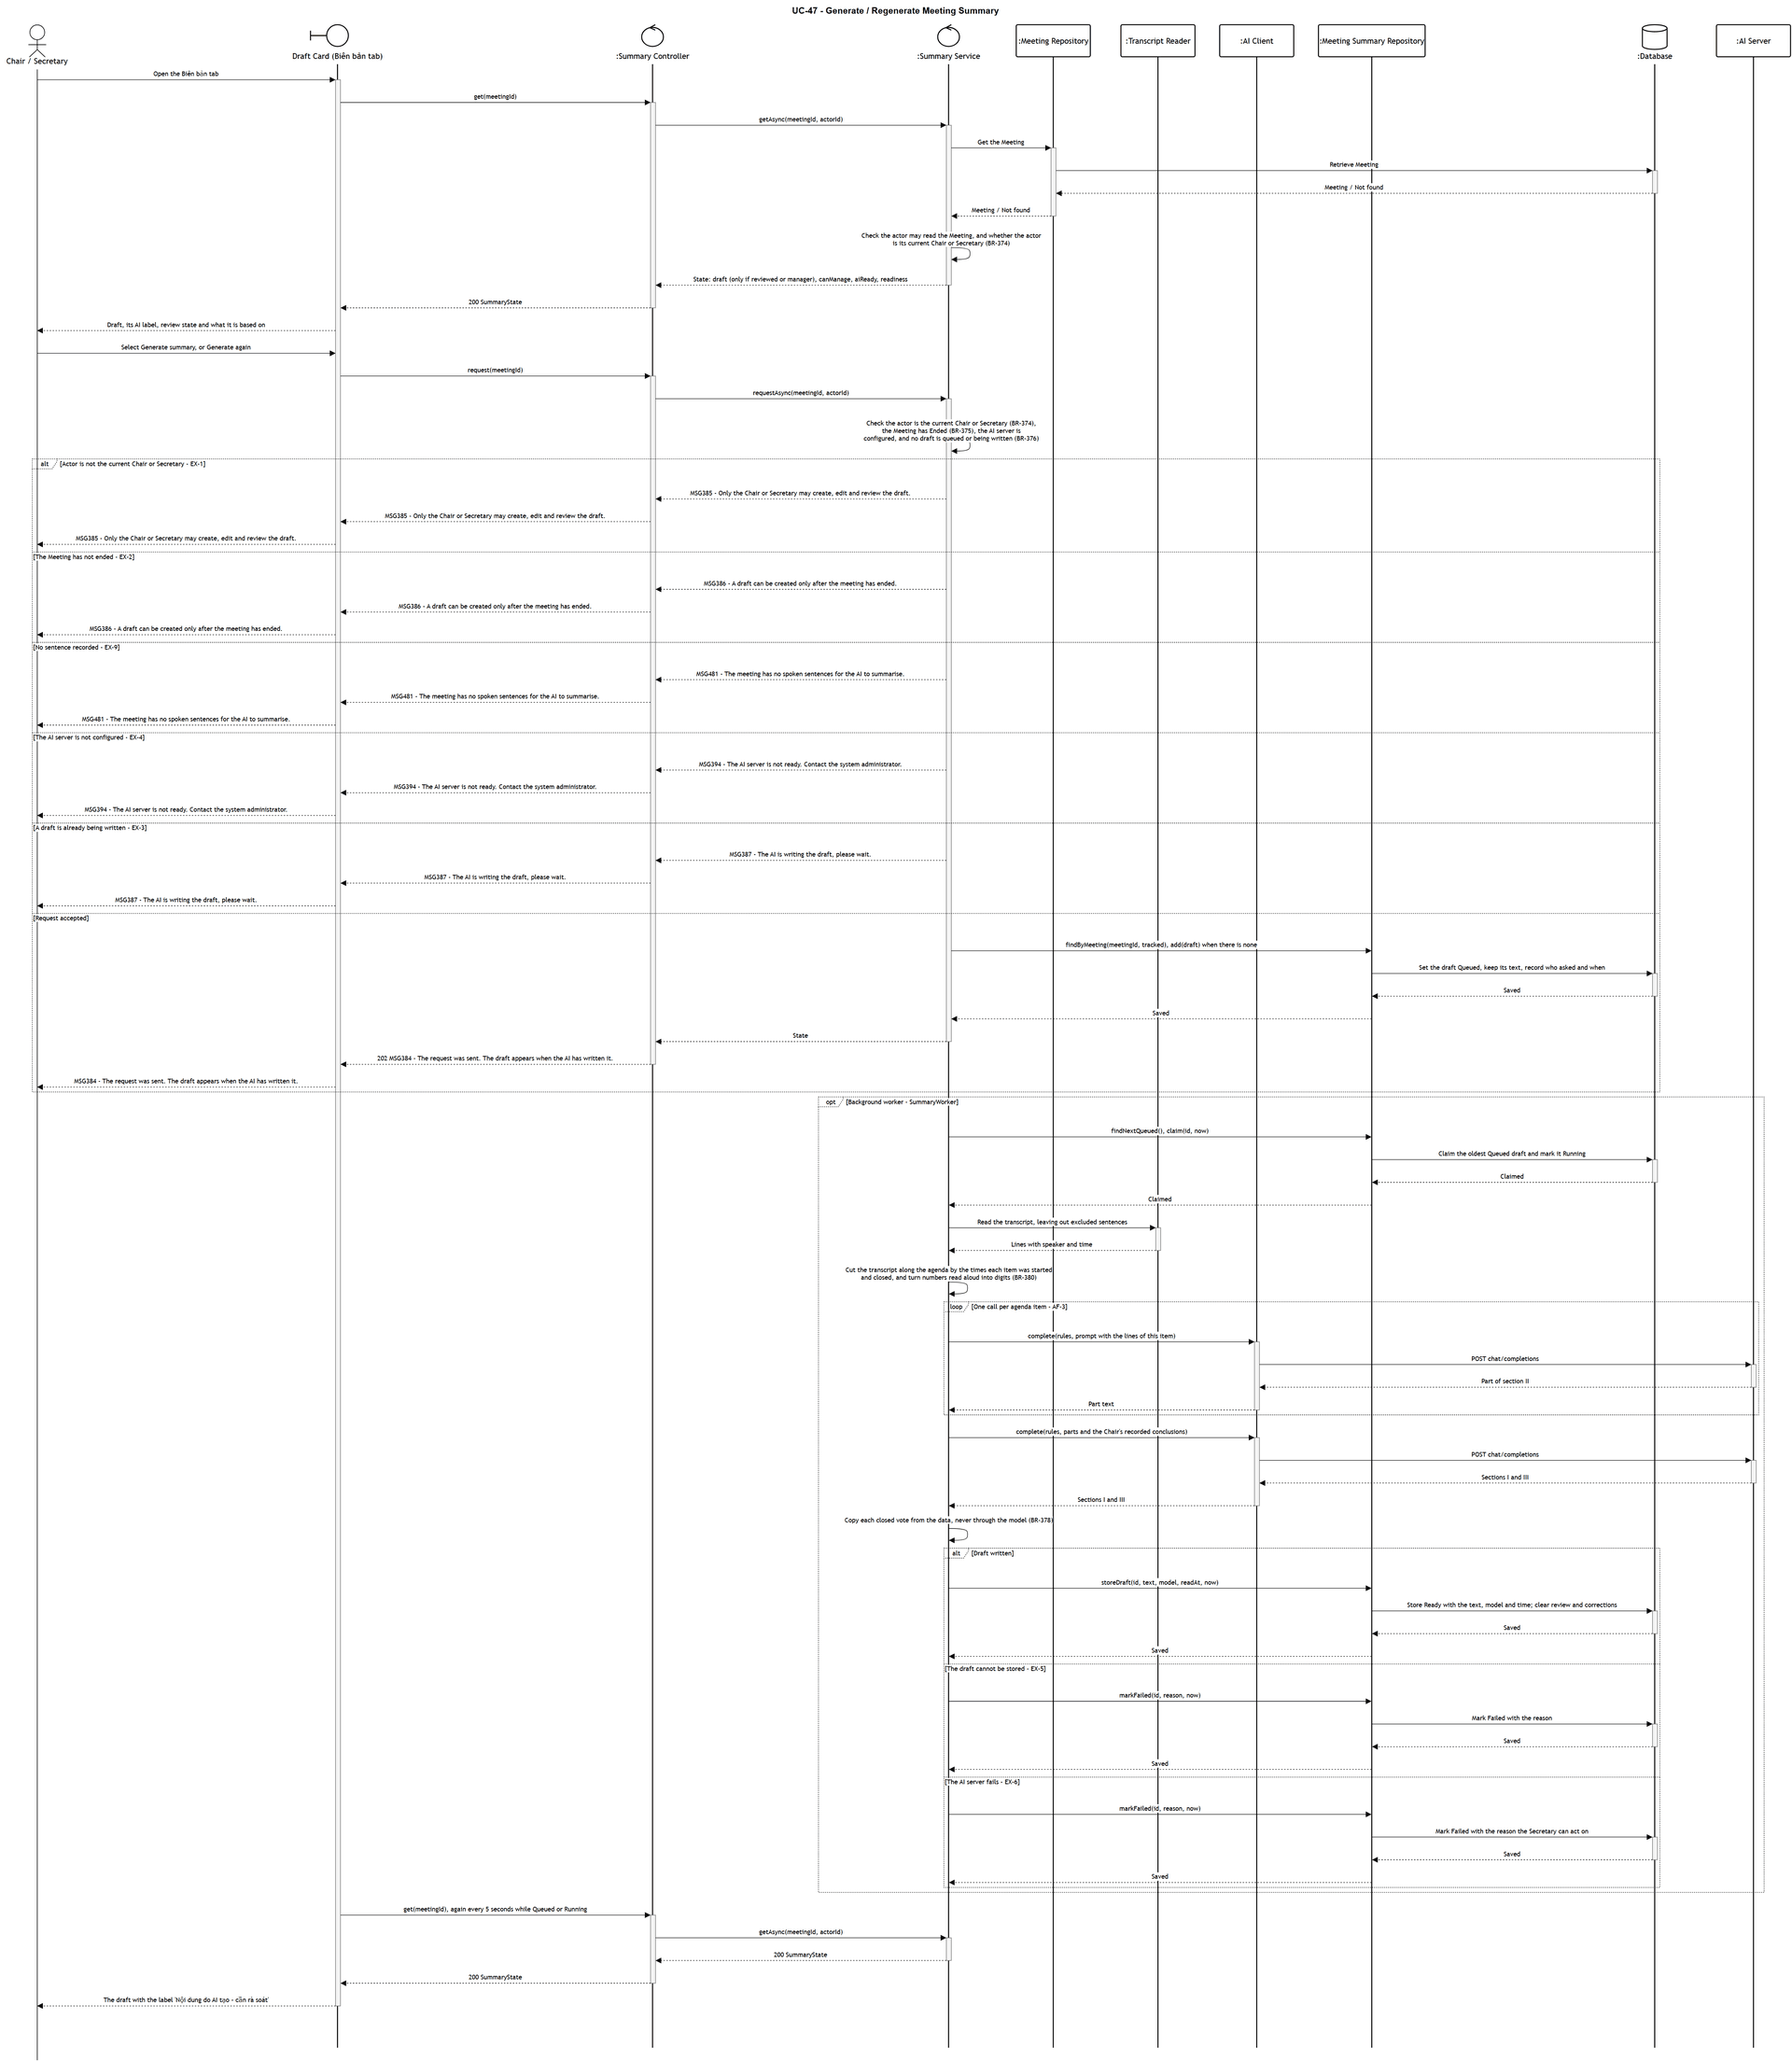 UC-47 - Generate / Regenerate Meeting Summary
Chair / Secretary
Draft Card (Biên bản tab)
:Summary Controller
:Summary Service
:Meeting Repository
:Transcript Reader
:AI Client
:Meeting Summary Repository
:Database
:AI Server
Open the Biên bản tab
get(meetingId)
getAsync(meetingId, actorId)
Get the Meeting
Retrieve Meeting
Meeting / Not found
Meeting / Not found
Check the actor may read the Meeting, and whether the actor
is its current Chair or Secretary (BR-374)
State: draft (only if reviewed or manager), canManage, aiReady, readiness
200 SummaryState
Draft, its AI label, review state and what it is based on
Select Generate summary, or Generate again
request(meetingId)
requestAsync(meetingId, actorId)
Check the actor is the current Chair or Secretary (BR-374),
the Meeting has Ended (BR-375), the AI server is
configured, and no draft is queued or being written (BR-376)
alt [Actor is not the current Chair or Secretary - EX-1]
MSG385 - Only the Chair or Secretary may create, edit and review the draft.
MSG385 - Only the Chair or Secretary may create, edit and review the draft.
MSG385 - Only the Chair or Secretary may create, edit and review the draft.
[The Meeting has not ended - EX-2]
MSG386 - A draft can be created only after the meeting has ended.
MSG386 - A draft can be created only after the meeting has ended.
MSG386 - A draft can be created only after the meeting has ended.
[No sentence recorded - EX-9]
MSG481 - The meeting has no spoken sentences for the AI to summarise.
MSG481 - The meeting has no spoken sentences for the AI to summarise.
MSG481 - The meeting has no spoken sentences for the AI to summarise.
[The AI server is not configured - EX-4]
MSG394 - The AI server is not ready. Contact the system administrator.
MSG394 - The AI server is not ready. Contact the system administrator.
MSG394 - The AI server is not ready. Contact the system administrator.
[A draft is already being written - EX-3]
MSG387 - The AI is writing the draft, please wait.
MSG387 - The AI is writing the draft, please wait.
MSG387 - The AI is writing the draft, please wait.
[Request accepted]
findByMeeting(meetingId, tracked), add(draft) when there is none
Set the draft Queued, keep its text, record who asked and when
Saved
Saved
State
202 MSG384 - The request was sent. The draft appears when the AI has written it.
MSG384 - The request was sent. The draft appears when the AI has written it.
opt [Background worker - SummaryWorker]
findNextQueued(), claim(id, now)
Claim the oldest Queued draft and mark it Running
Claimed
Claimed
Read the transcript, leaving out excluded sentences
Lines with speaker and time
Cut the transcript along the agenda by the times each item was started
and closed, and turn numbers read aloud into digits (BR-380)
loop [One call per agenda item - AF-3]
complete(rules, prompt with the lines of this item)
POST chat/completions
Part of section II
Part text
complete(rules, parts and the Chair's recorded conclusions)
POST chat/completions
Sections I and III
Sections I and III
Copy each closed vote from the data, never through the model (BR-378)
alt [Draft written]
storeDraft(id, text, model, readAt, now)
Store Ready with the text, model and time; clear review and corrections
Saved
Saved
[The draft cannot be stored - EX-5]
markFailed(id, reason, now)
Mark Failed with the reason
Saved
Saved
[The AI server fails - EX-6]
markFailed(id, reason, now)
Mark Failed with the reason the Secretary can act on
Saved
Saved
get(meetingId), again every 5 seconds while Queued or Running
getAsync(meetingId, actorId)
200 SummaryState
200 SummaryState
The draft with the label 'Nội dung do AI tạo - cần rà soát'